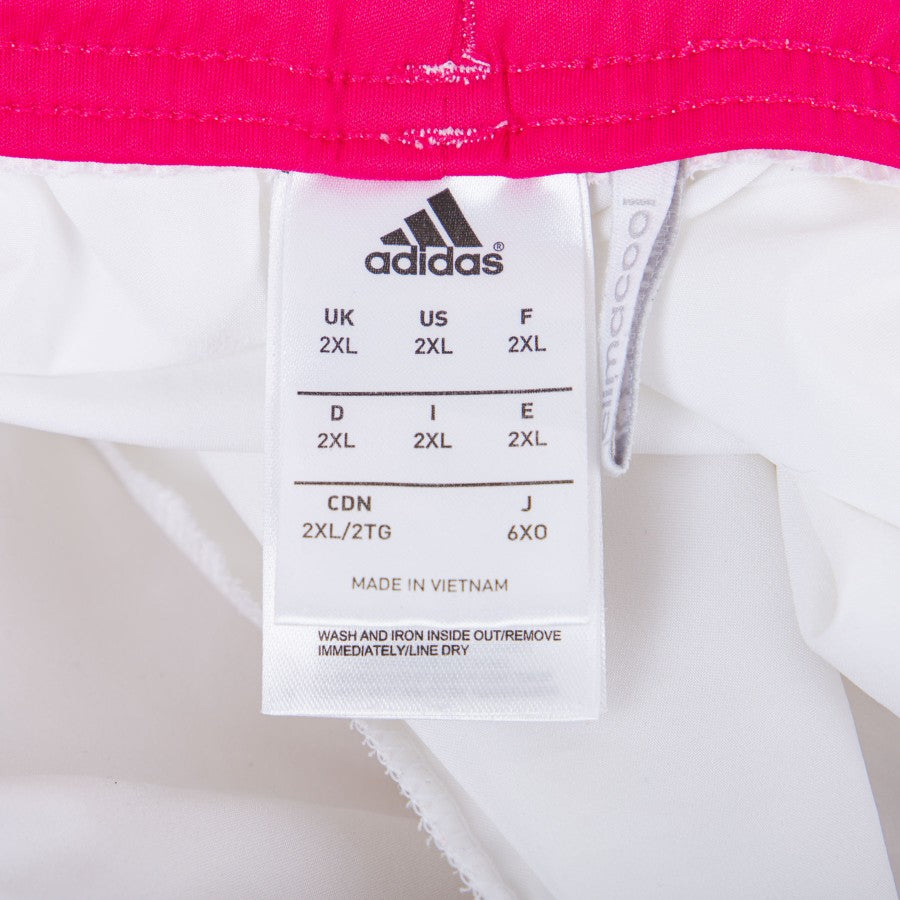 adidas®
UK US F
2XL 2XL 2XL
D I E
2XL 2XL 2XL
CDN J
2XL/2TG 6XO
MADE IN VIETNAM
WASH AND IRON INSIDE OUT/REMOVE
IMMEDIATELY/LINE DRY
climacoo